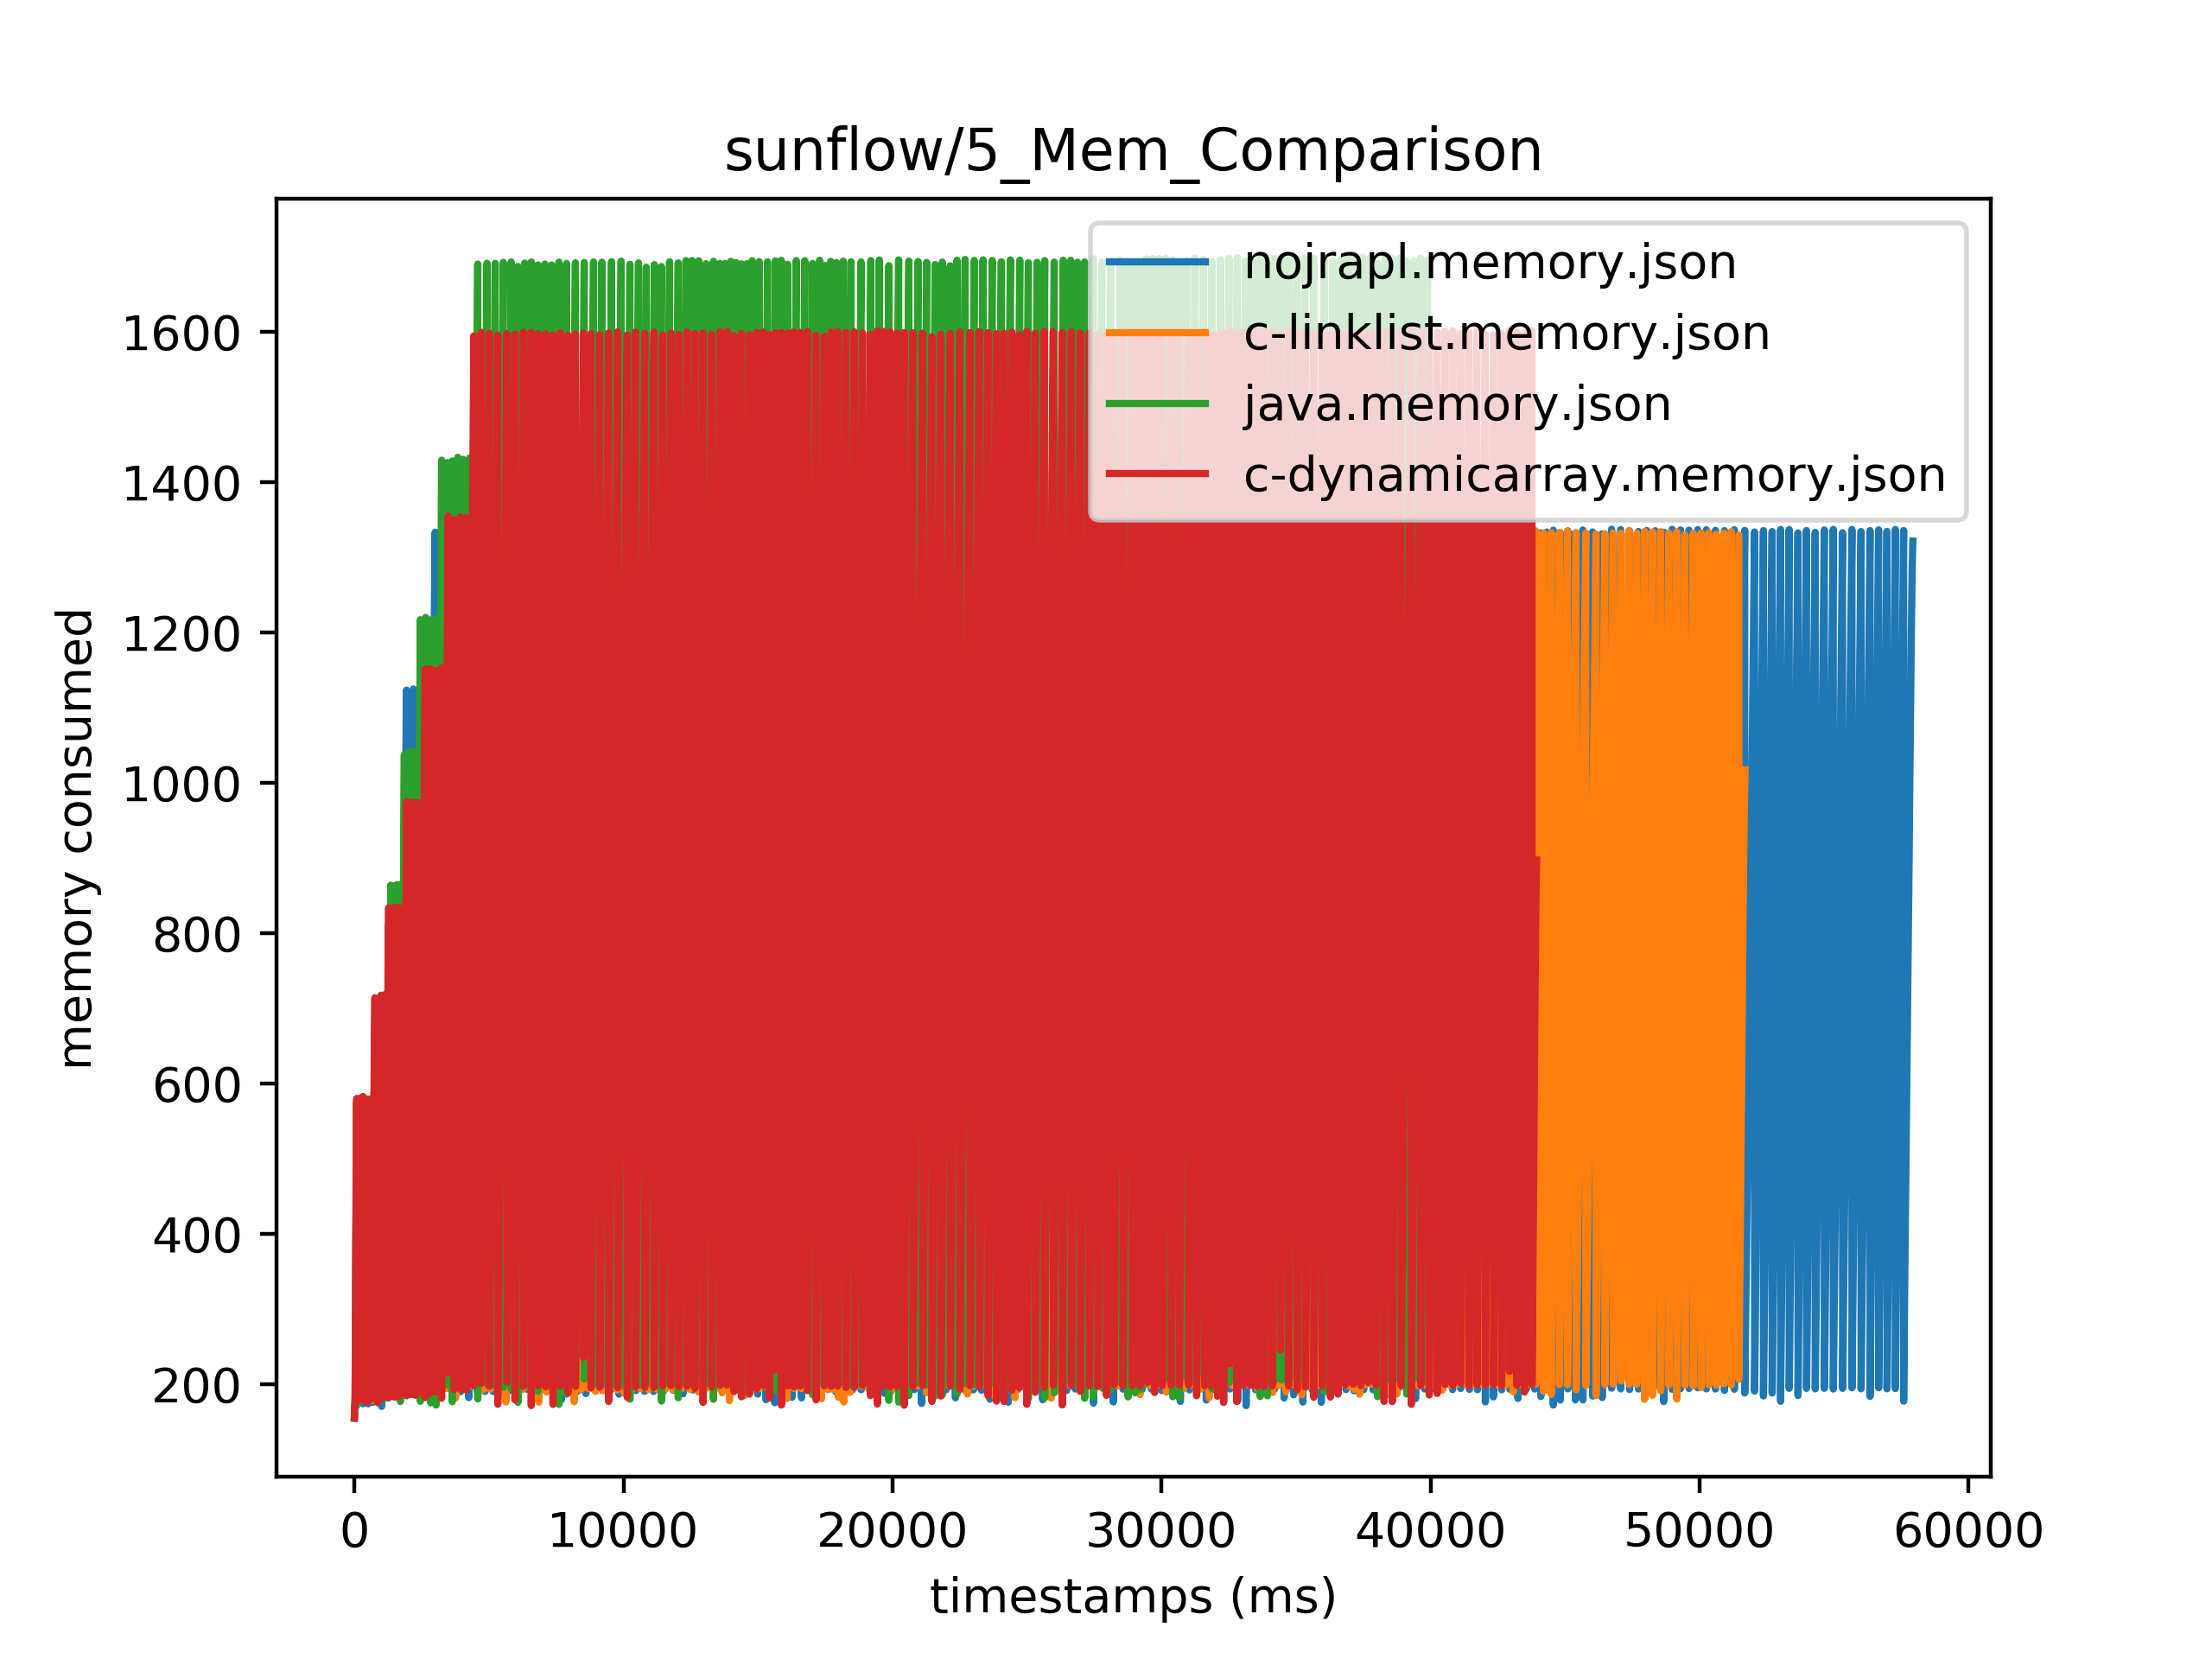 sunflow/5_Mem_Comparison
nojrapl.memory.json
c-linklist.memory.json
java.memory.json
c-dynamicarray.memory.json
memory consumed
1600
1400
1200
1000
800
600
400
200
0 10000 20000 30000 40000 50000 60000
timestamps (ms)